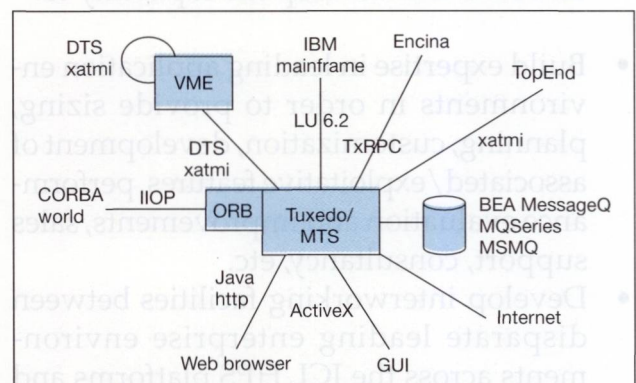 DTS
xatmi
VME
IBM
mainframe
Encina
TopEnd
LU 6.2
TxRPC
xatmi
DTS
xatmi
CORBA
world
IIOP
ORB
Tuxedo/
MTS
BEA MessageQ
MQSeries
MSMQ
Java
http
ActiveX
Internet
Web browser
GUI